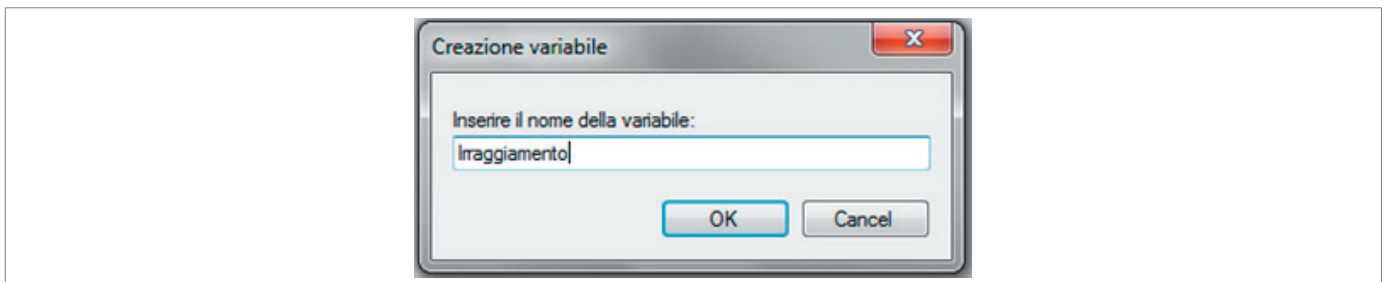 Creazione variabile
Inserire il nome della variabile:
Irraggiamento
OK Cancel